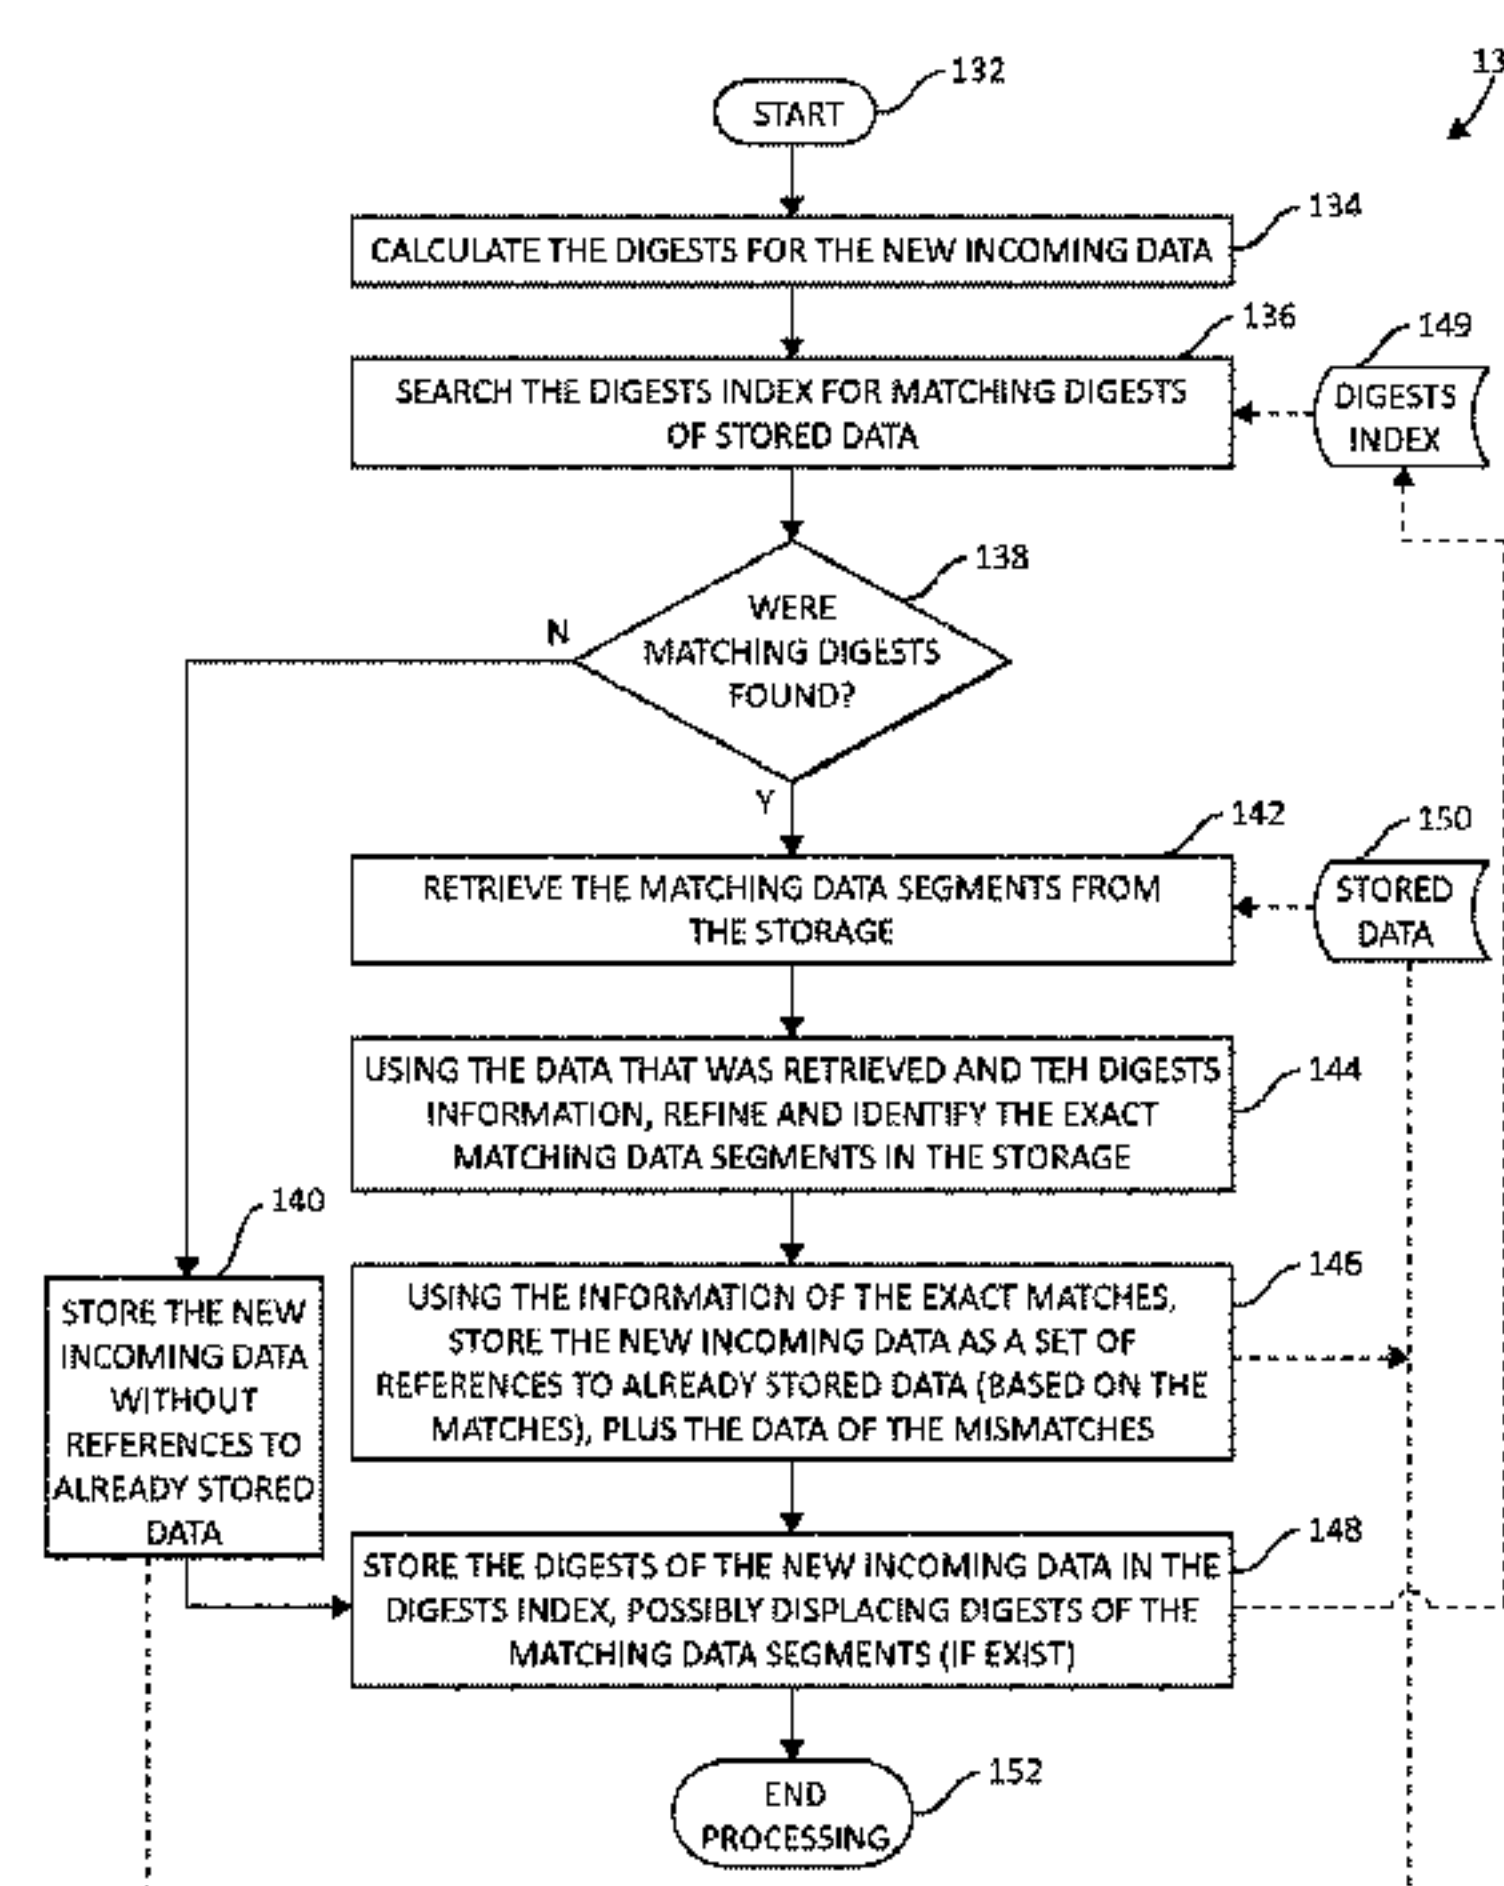 132
13
START
134
CALCULATE THE DIGESTS FOR THE NEW INCOMING DATA
136
149
SEARCH THE DIGESTS INDEX FOR MATCHING DIGESTS
OF STORED DATA
DIGESTS
INDEX
138
WERE
MATCHING DIGESTS
FOUND?
N
Y
142
150
RETRIEVE THE MATCHING DATA SEGMENTS FROM
THE STORAGE
STORED
DATA
144
USING THE DATA THAT WAS RETRIEVED AND TEH DIGESTS
INFORMATION, REFINE AND IDENTIFY THE EXACT
MATCHING DATA SEGMENTS IN THE STORAGE
140
STORE THE NEW
INCOMING DATA
WITHOUT
REFERENCES TO
ALREADY STORED
DATA
146
USING THE INFORMATION OF THE EXACT MATCHES,
STORE THE NEW INCOMING DATA AS A SET OF
REFERENCES TO ALREADY STORED DATA (BASED ON THE
MATCHES), PLUS THE DATA OF THE MISMATCHES
148
STORE THE DIGESTS OF THE NEW INCOMING DATA IN THE
DIGESTS INDEX, POSSIBLY DISPLACING DIGESTS OF THE
MATCHING DATA SEGMENTS (IF EXIST)
152
END
PROCESSING